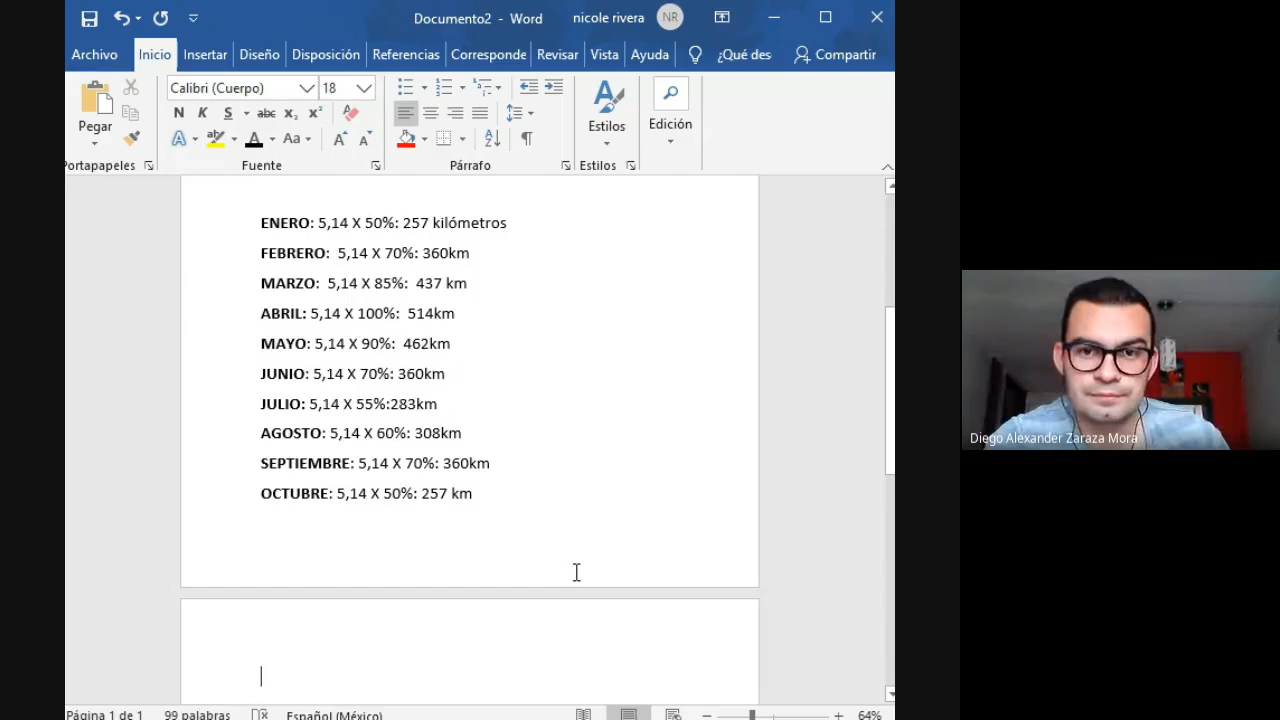 Documento2 - Word
nicole rivera
NR
Archivo
Inicio
Insertar
Diseño
Disposición
Referencias
Corresponde
Revisar
Vista
Ayuda
¿Qué des
Compartir
Pegar
Portapapeles
Calibri (Cuerpo)
18
N K S abc x₂ x²
A aby A Aa A A
Fuente
Párrafo
Estilos
Estilos
Edición
ENERO: 5,14 X 50%: 257 kilómetros
FEBRERO: 5,14 X 70%: 360km
MARZO: 5,14 X 85%: 437 km
ABRIL: 5,14 X 100%: 514km
MAYO: 5,14 X 90%: 462km
JUNIO: 5,14 X 70%: 360km
JULIO: 5,14 X 55%:283km
AGOSTO: 5,14 X 60%: 308km
SEPTIEMBRE: 5,14 X 70%: 360km
OCTUBRE: 5,14 X 50%: 257 km
Diego Alexander Zaraza Mora
Página 1 de 1
99 palabras
Español (México)
64%